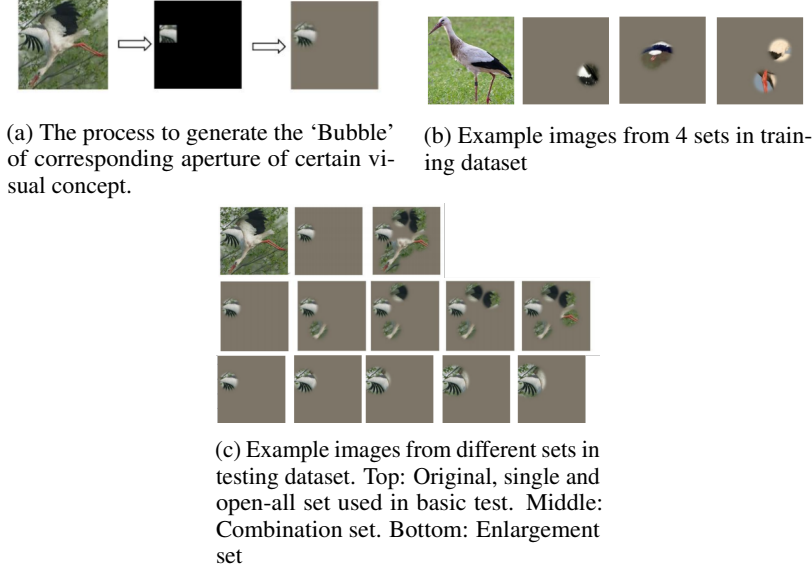 (a) The process to generate the ‘Bubble’
of corresponding aperture of certain vi-
sual concept.
(b) Example images from 4 sets in train-
ing dataset
(c) Example images from different sets in
testing dataset. Top: Original, single and
open-all set used in basic test. Middle:
Combination set. Bottom: Enlargement
set